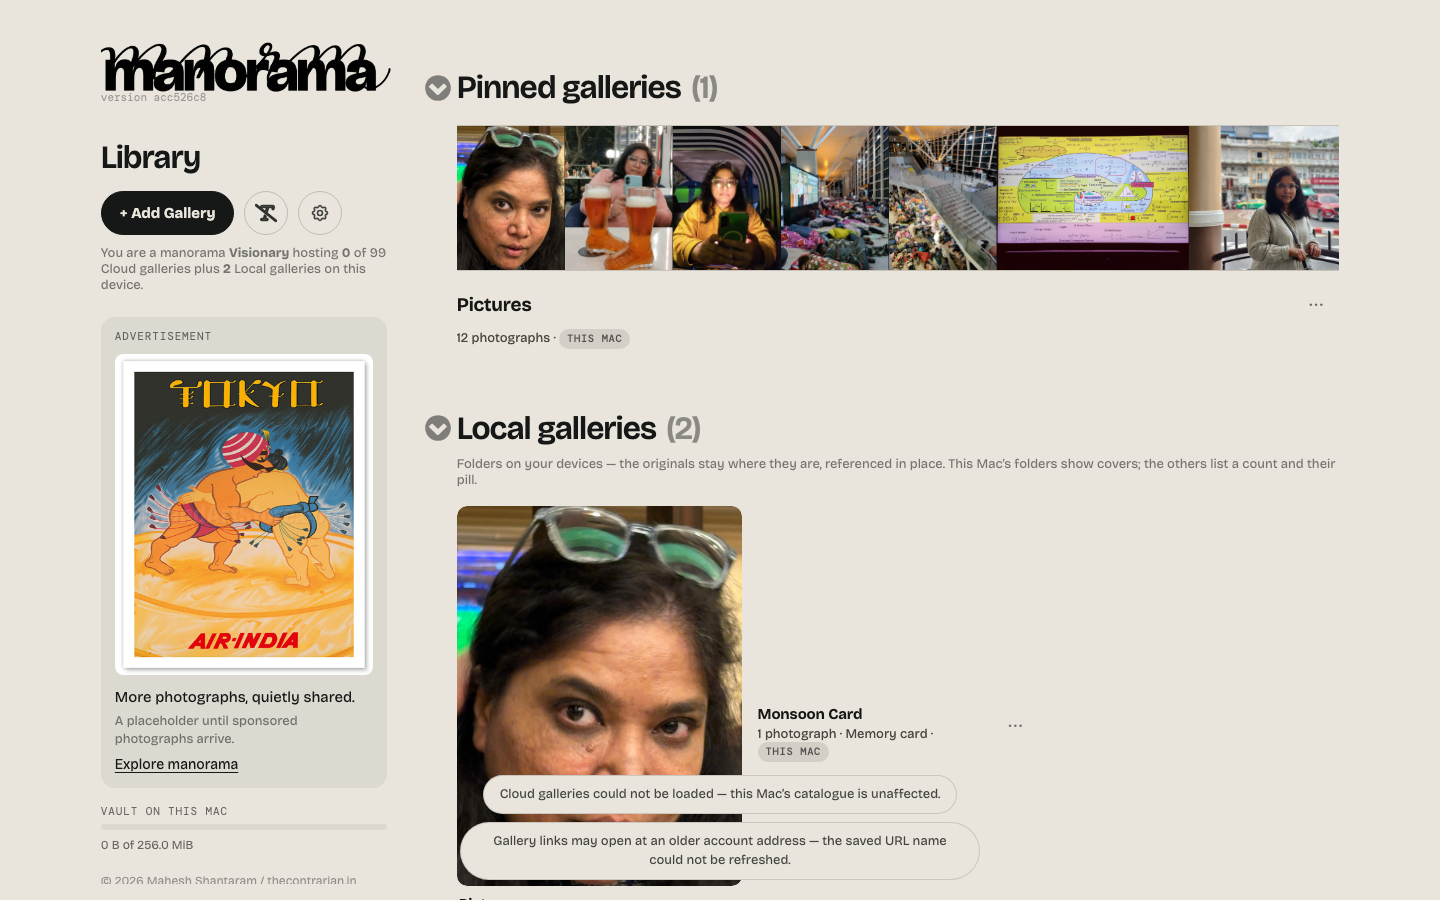 manorama
version acc526c8
Library
+ Add Gallery
You are a manorama Visionary hosting 0 of 99
Cloud galleries plus 2 Local galleries on this
device.
ADVERTISEMENT
TOKYO
AIR-INDIA
More photographs, quietly shared.
A placeholder until sponsored
photographs arrive.
Explore manorama
VAULT ON THIS MAC
0 B of 256.0 MiB
© 2026 Mahesh Shantaram / thecontrarian.in
Pinned galleries (1)
Pictures
...
12 photographs · THIS MAC
Local galleries (2)
Folders on your devices — the originals stay where they are, referenced in place. This Mac's folders show covers; the others list a count and their
pill.
Monsoon Card
...
1 photograph · Memory card ·
THIS MAC
Cloud galleries could not be loaded — this Mac's catalogue is unaffected.
Gallery links may open at an older account address — the saved URL name
could not be refreshed.